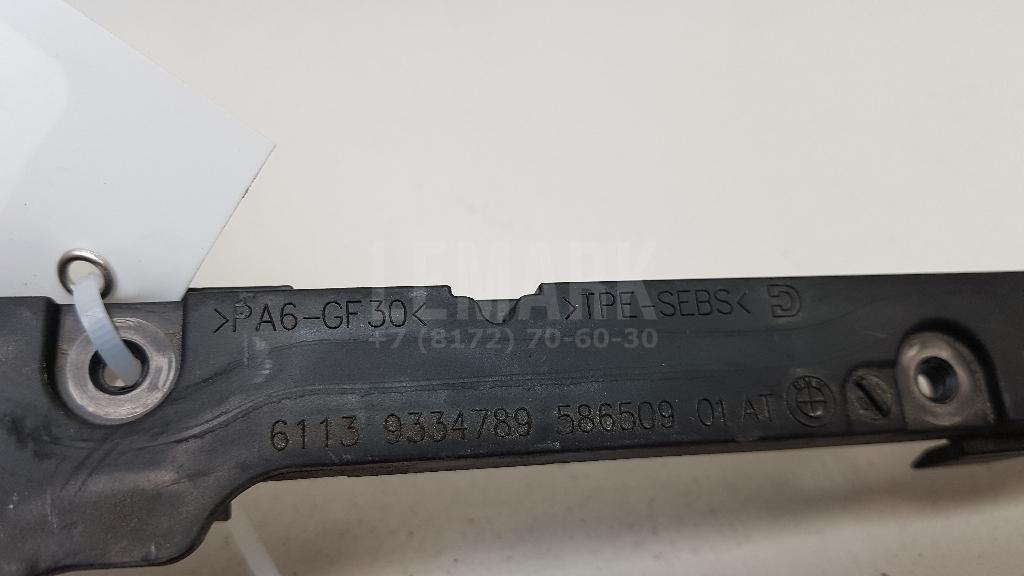 LEMARK
>PA6-GF30< >TPE-SEBS<
+7 (8172) 70-60-30
6113 9334789 586509 01 AT